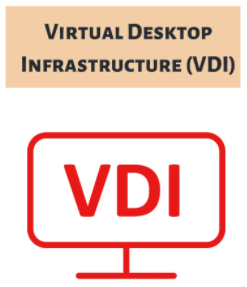 Virtual Desktop
Infrastructure (VDI)
VDI